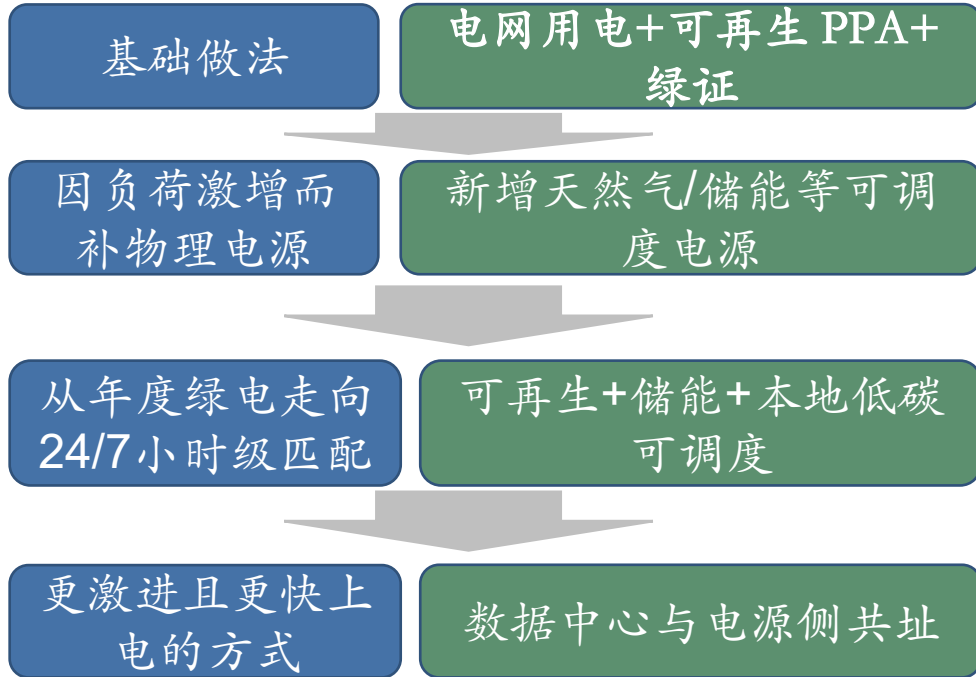 基础做法
电网用电+可再生 PPA+
绿证
因负荷激增而
补物理电源
新增天然气/储能等可调
度电源
从年度绿电走向
24/7小时级匹配
可再生+储能+本地低碳
可调度
更激进且更快上
电的方式
数据中心与电源侧共址